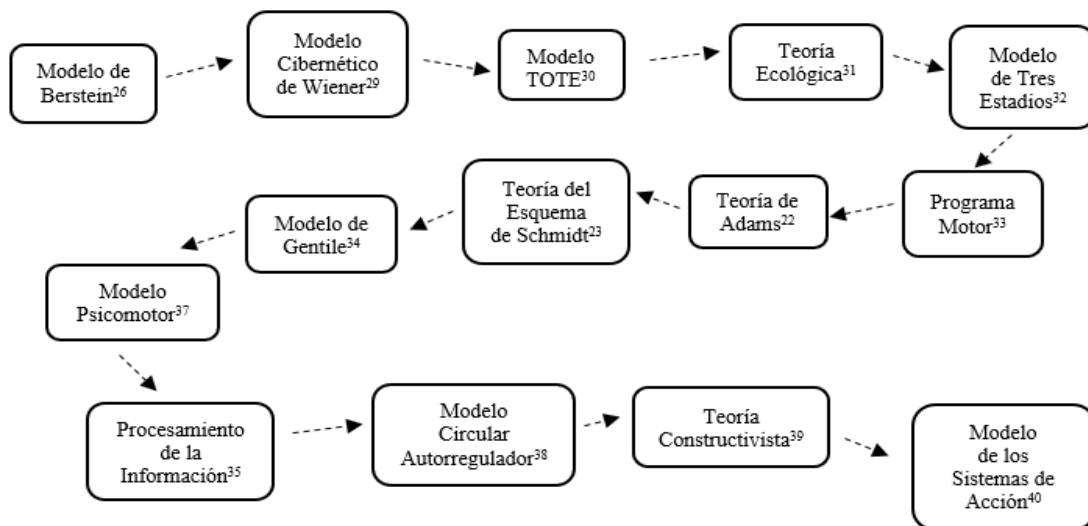 Modelo de
Berstein²⁶
Modelo
Cibernético
de Wiener²⁹
Modelo
TOTE³⁰
Teoría
Ecológica³¹
Modelo
de Tres
Estadios³²
Programa
Motor³³
Teoría de
Adams²²
Teoría del
Esquema
de Schmidt²³
Modelo de
Gentile³⁴
Modelo
Psicomotor³⁷
Procesamiento
de la
Información³⁵
Modelo
Circular
Autorregulador³⁸
Teoría
Constructivista³⁹
Modelo
de los
Sistemas de
Acción⁴⁰